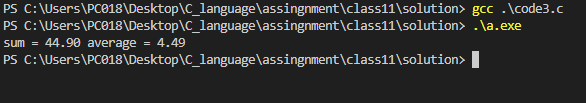 PS C:\Users\PC018\Desktop\C_language\assingnment\class11\solution> gcc .\code3.c
PS C:\Users\PC018\Desktop\C_language\assingnment\class11\solution> .\a.exe
sum = 44.90 average = 4.49
PS C:\Users\PC018\Desktop\C_language\assingnment\class11\solution>